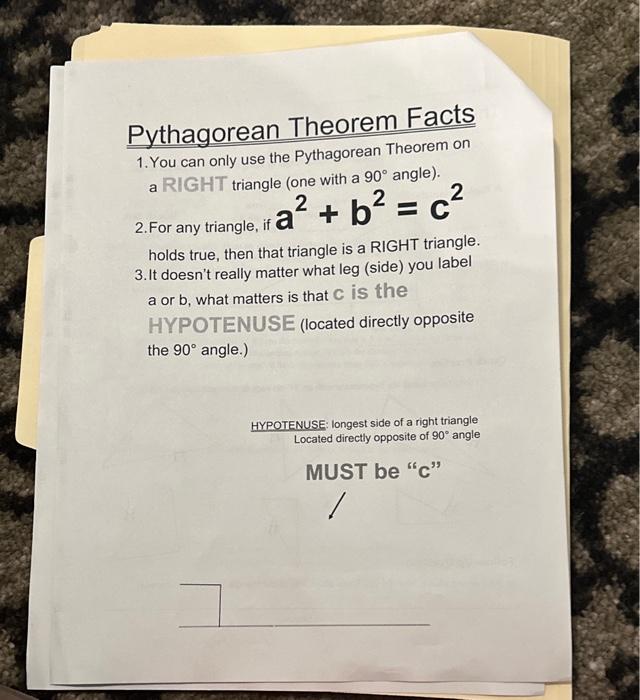 Pythagorean Theorem Facts
1. You can only use the Pythagorean Theorem on
a RIGHT triangle (one with a 90° angle).
2. For any triangle, if a² + b² = c²
holds true, then that triangle is a RIGHT triangle.
3. It doesn't really matter what leg (side) you label
a or b, what matters is that c is the
HYPOTENUSE (located directly opposite
the 90° angle.)
HYPOTENUSE: longest side of a right triangle
Located directly opposite of 90° angle
MUST be “c”